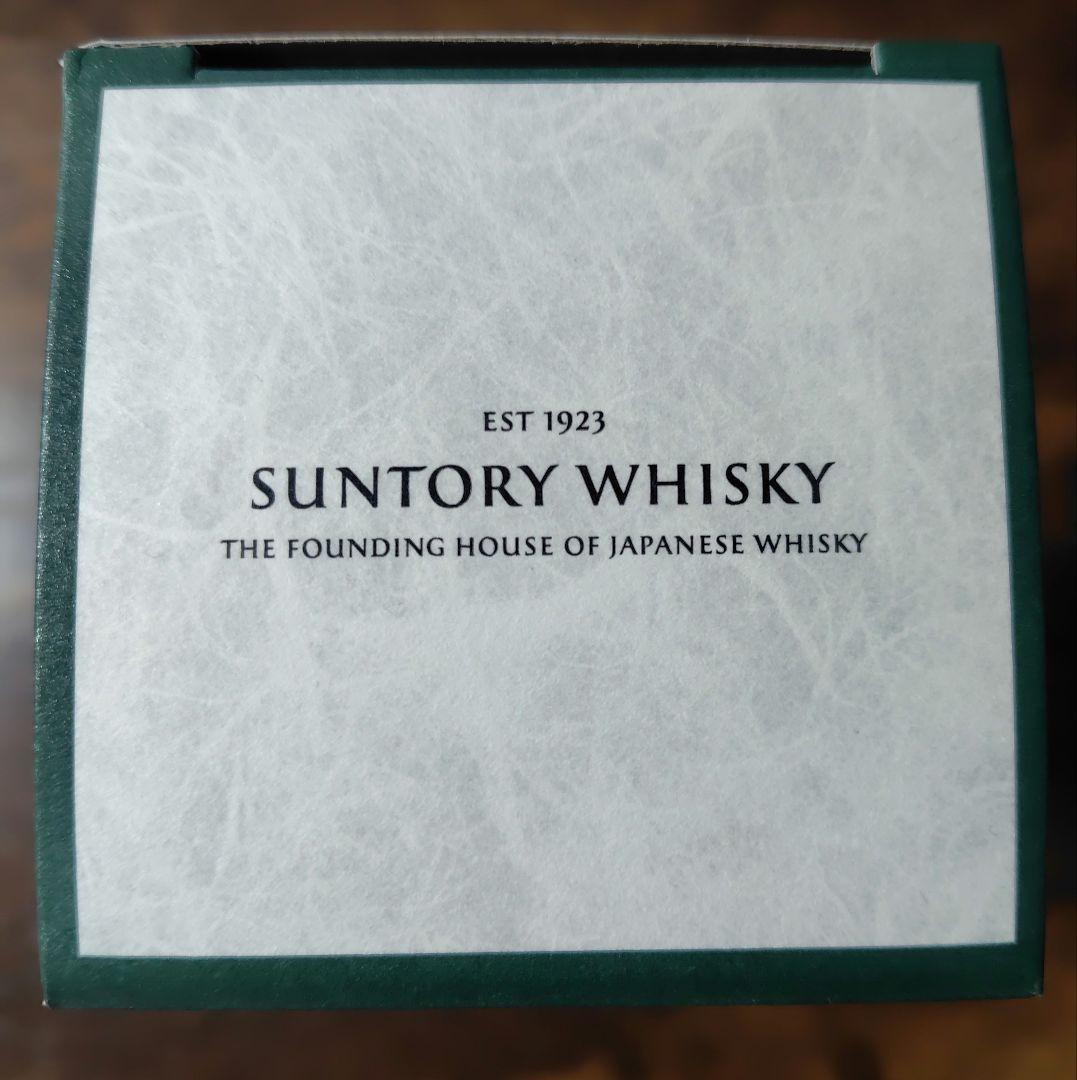 EST 1923
SUNTORY WHISKY
THE FOUNDING HOUSE OF JAPANESE WHISKY